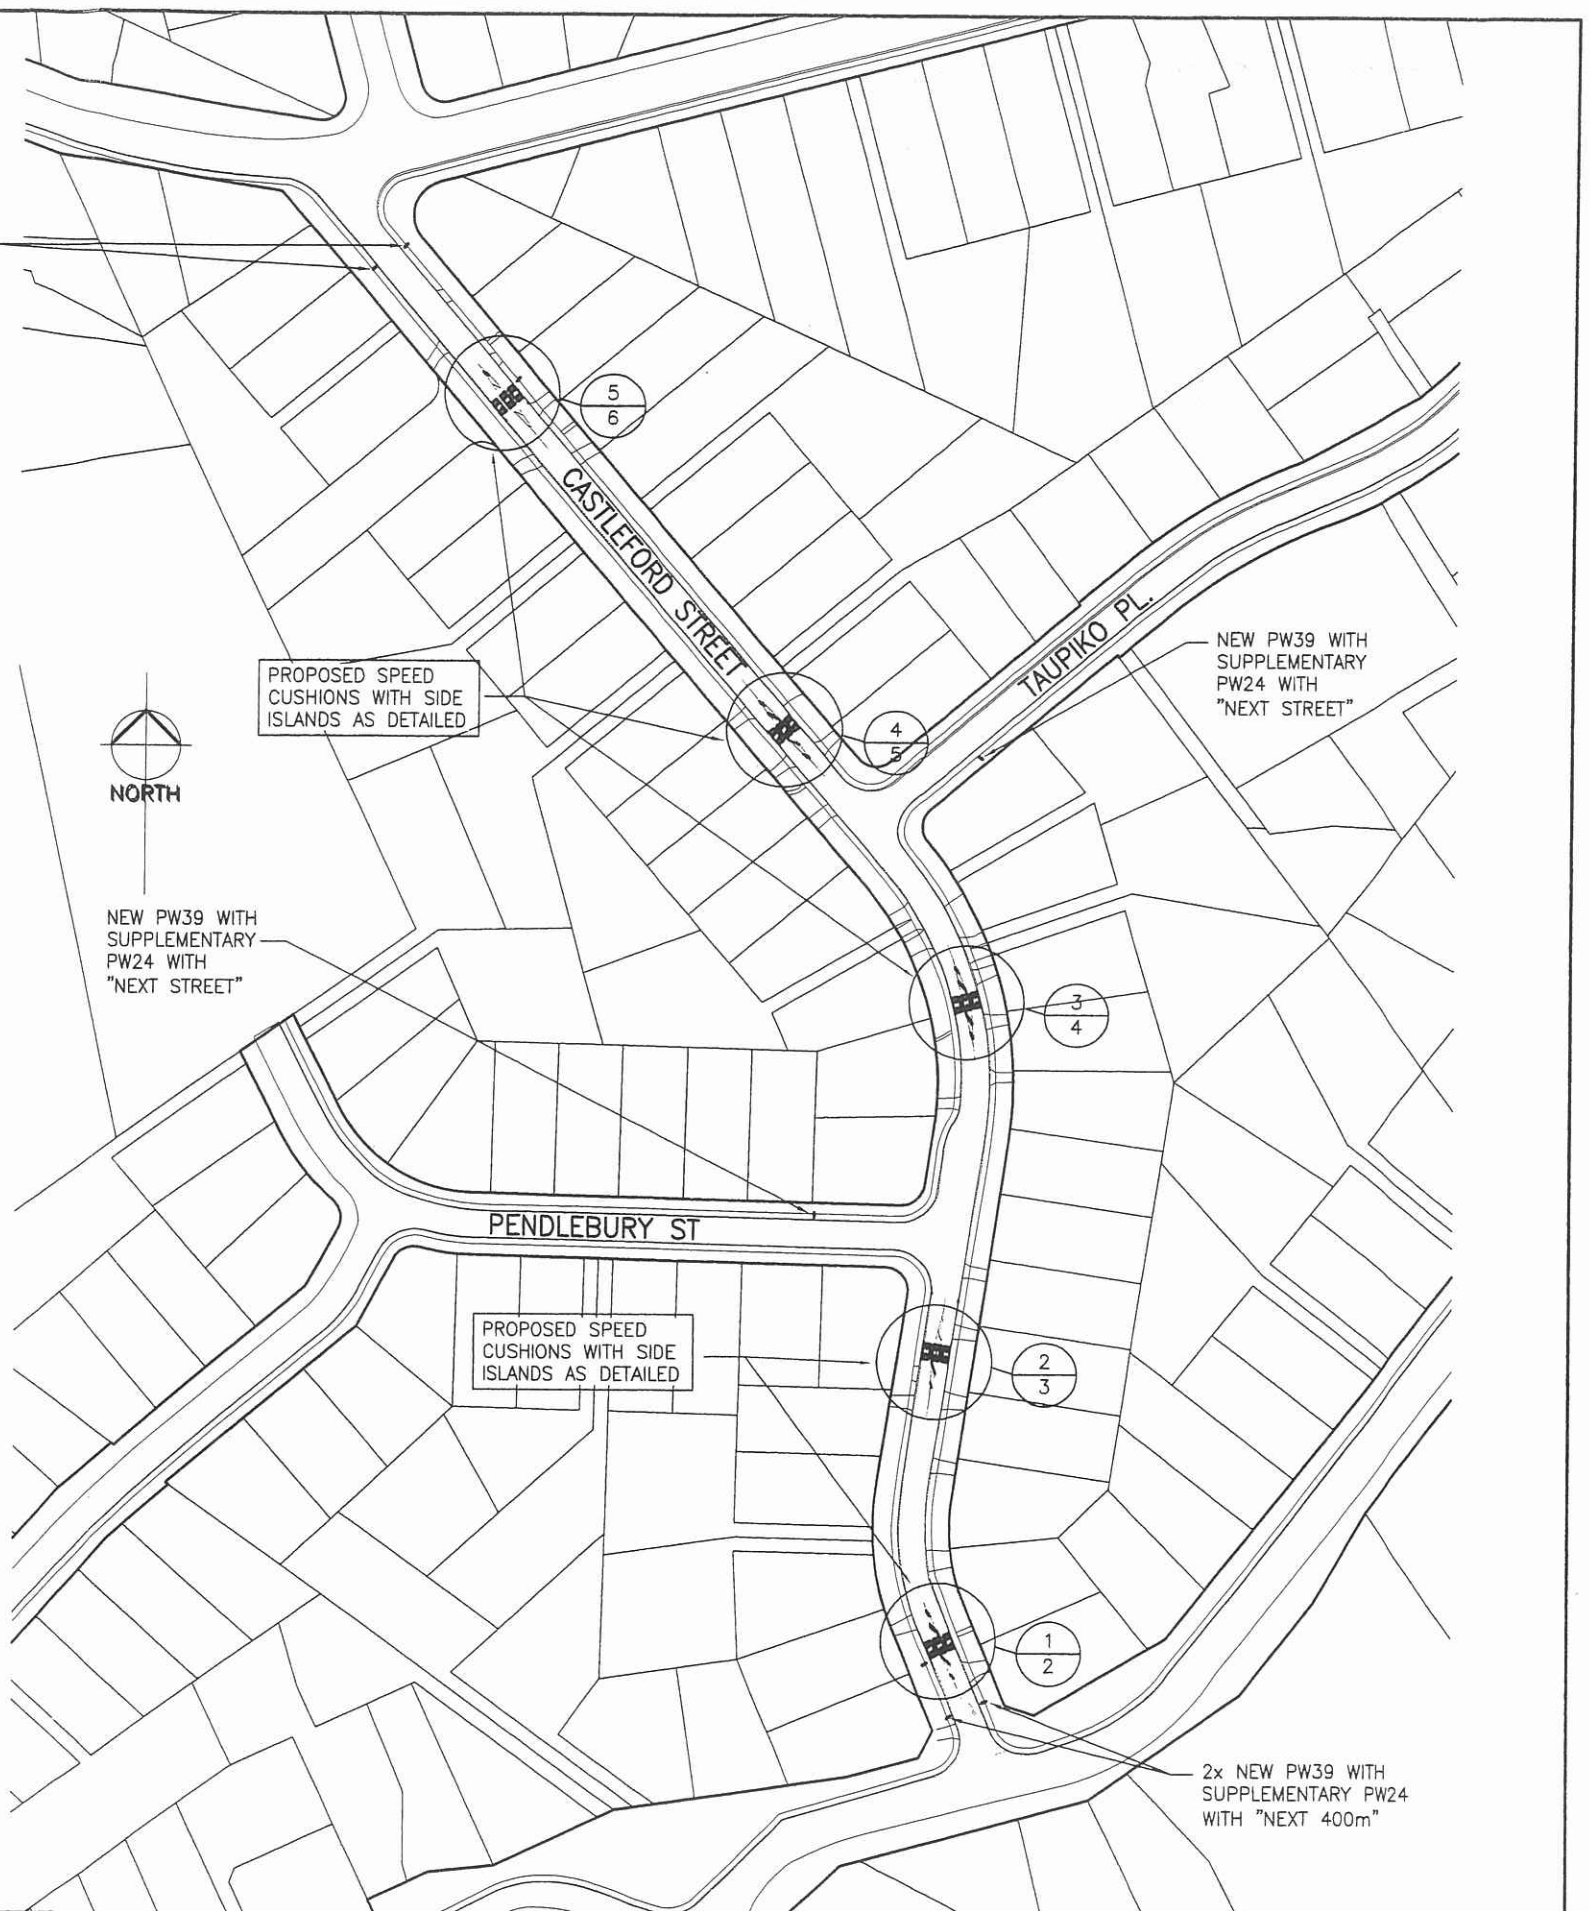 5
6
CASTLEFORD STREET
TAUPIKO PL.
NEW PW39 WITH
SUPPLEMENTARY
PW24 WITH
"NEXT STREET"
PROPOSED SPEED
CUSHIONS WITH SIDE
ISLANDS AS DETAILED
4
5
NORTH
NEW PW39 WITH
SUPPLEMENTARY
PW24 WITH
"NEXT STREET"
3
4
PENDLEBURY ST
PROPOSED SPEED
CUSHIONS WITH SIDE
ISLANDS AS DETAILED
2
3
1
2
2x NEW PW39 WITH
SUPPLEMENTARY PW24
WITH "NEXT 400m"